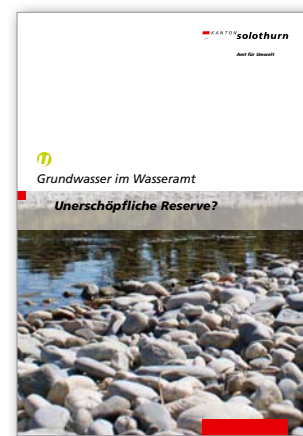 KANTON solothurn
Amt für Umwelt
U
Grundwasser im Wasseramt
Unerschöpfliche Reserve?